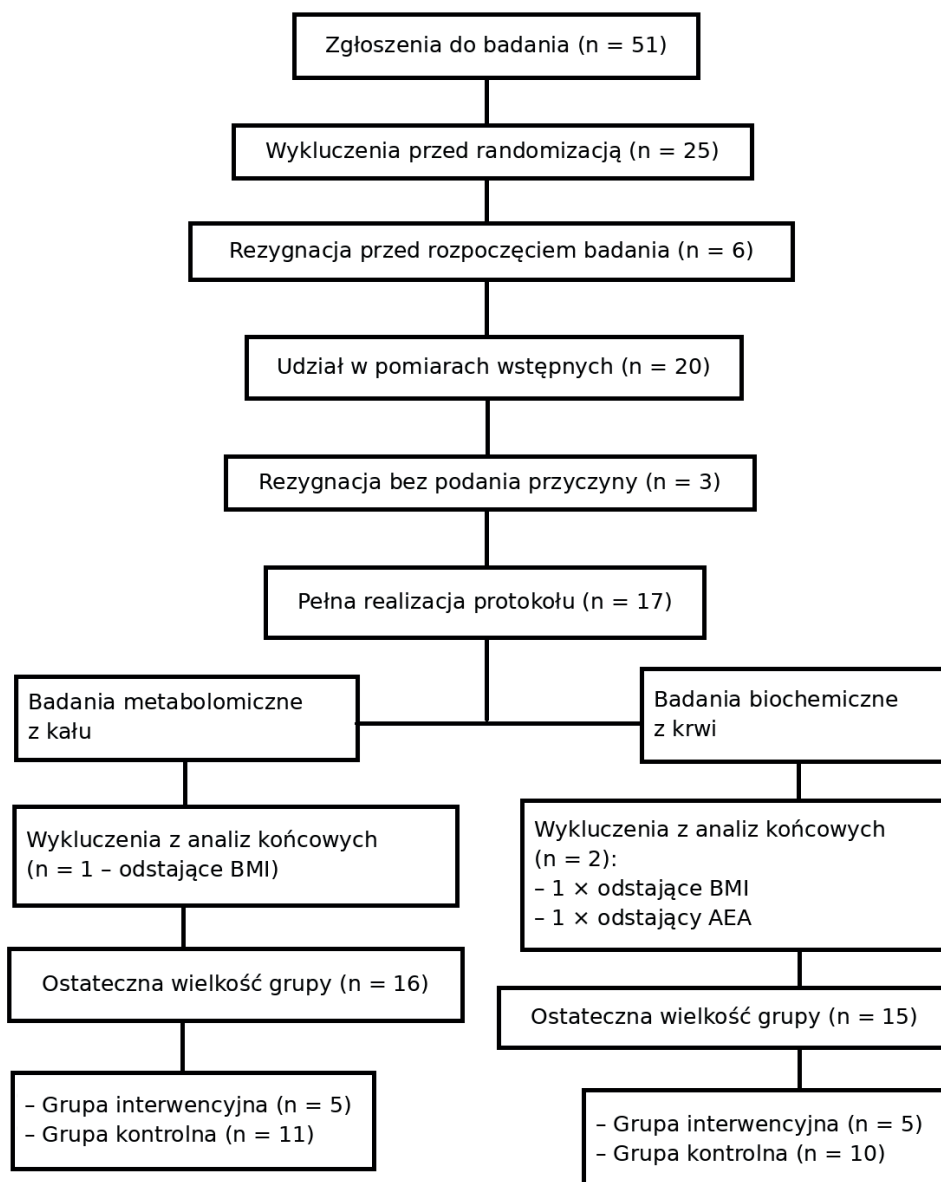 Zgłoszenia do badania (n = 51)
Wykluczenia przed randomizacją (n = 25)
Rezygnacja przed rozpoczęciem badania (n = 6)
Udział w pomiarach wstępnych (n = 20)
Rezygnacja bez podania przyczyny (n = 3)
Pełna realizacja protokołu (n = 17)
Badania metabolomiczne
z kału
Wykluczenia z analiz końcowych
(n = 1 – odstające BMI)
Ostateczna wielkość grupy (n = 16)
– Grupa interwencyjna (n = 5)
– Grupa kontrolna (n = 11)
Badania biochemiczne
z krwi
Wykluczenia z analiz końcowych
(n = 2):
– 1 × odstające BMI
– 1 × odstający AEA
Ostateczna wielkość grupy (n = 15)
– Grupa interwencyjna (n = 5)
– Grupa kontrolna (n = 10)